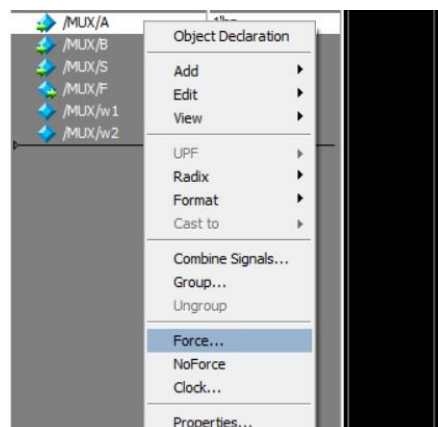 /MUX/A
/MUX/B
/MUX/S
/MUX/F
/MUX/w1
/MUX/w2
Object Declaration
Add
Edit
View
UPF
Radix
Format
Cast to
Combine Signals...
Group...
Ungroup
Force...
NoForce
Clock...
Properties...